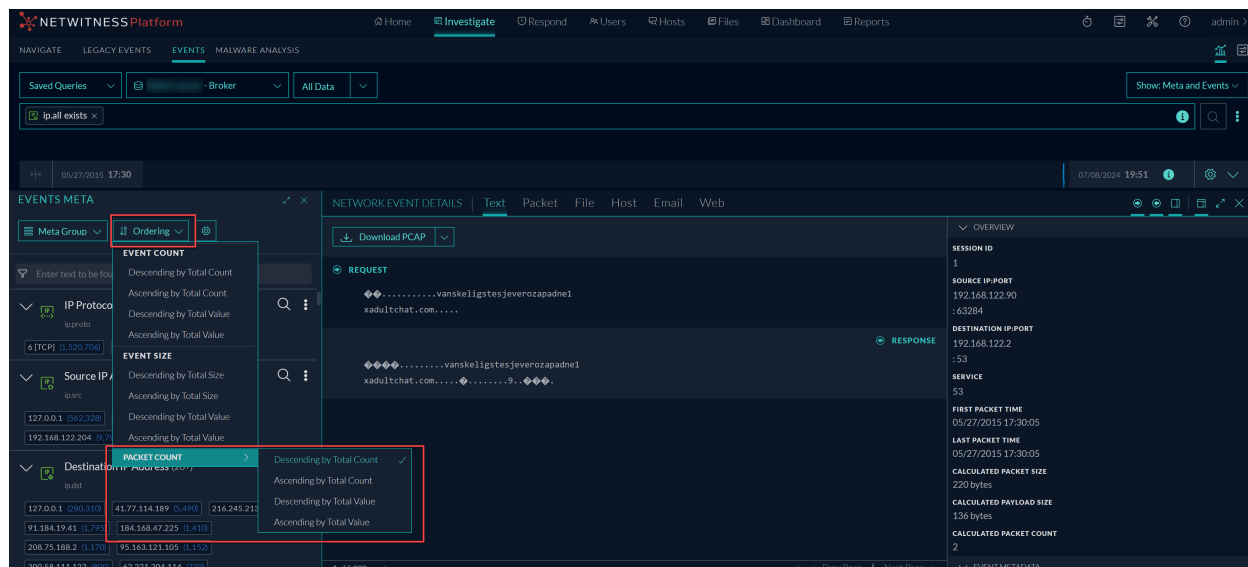 NETWITNESS Platform
Home Investigate Respond Users Hosts Files Dashboard Reports admin >
NAVIGATE LEGACY EVENTS EVENTS MALWARE ANALYSIS
Saved Queries - Broker All Data Show: Meta and Events
ip.all exists ×
05/27/2015 17:30 07/08/2024 19:51
EVENTS META
Meta Group Ordering
Enter text to be fou
IP Protoco
ip.proto
6 [TCP] (1,520,706)
Source IP A
ip.src
127.0.0.1 (562,328)
192.168.122.204
Destination IP Address
ip.dst
127.0.0.1 (280,310) 41.77.114.189 (5,490) 216.245.213
91.184.19.41 (1,795) 184.168.47.225 (1,410)
208.75.188.2 (1,170) 95.163.121.105 (1,152)
EVENT COUNT
Descending by Total Count
Ascending by Total Count
Descending by Total Value
Ascending by Total Value
EVENT SIZE
Descending by Total Size
Ascending by Total Size
Descending by Total Value
Ascending by Total Value
PACKET COUNT >
Descending by Total Count ✓
Ascending by Total Count
Descending by Total Value
Ascending by Total Value
NETWORK EVENT DETAILS Text Packet File Host Email Web
Download PCAP
REQUEST
��...........vanskeligstesjeverozapadne1
xadultchat.com.....
RESPONSE
����.........vanskeligstesjeverozapadne1
xadultchat.com.....�........9..���.
OVERVIEW
SESSION ID
1
SOURCE IP:PORT
192.168.122.90
: 63284
DESTINATION IP:PORT
192.168.122.2
: 53
SERVICE
53
FIRST PACKET TIME
05/27/2015 17:30:05
LAST PACKET TIME
05/27/2015 17:30:05
CALCULATED PACKET SIZE
220 bytes
CALCULATED PAYLOAD SIZE
136 bytes
CALCULATED PACKET COUNT
2
EVENT METADATA